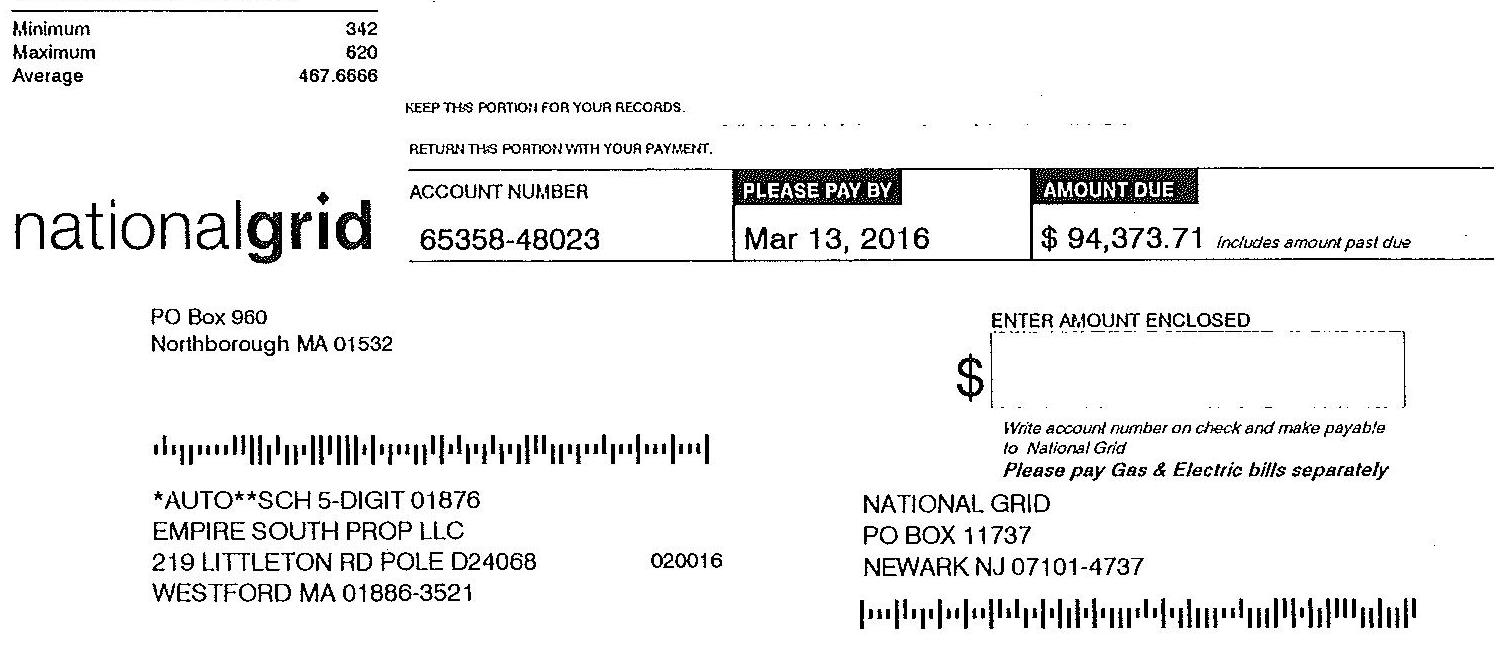 Minimum 342
Maximum 620
Average 467.6666
KEEP THIS PORTION FOR YOUR RECORDS.
RETURN THIS PORTION WITH YOUR PAYMENT.
nationalgrid
ACCOUNT NUMBER PLEASE PAY BY AMOUNT DUE
65358-48023 Mar 13, 2016 $ 94,373.71 Includes amount past due
PO Box 960
Northborough MA 01532
ENTER AMOUNT ENCLOSED
$
Write account number on check and make payable
to National Grid
Please pay Gas & Electric bills separately
*AUTO**SCH 5-DIGIT 01876
EMPIRE SOUTH PROP LLC
219 LITTLETON RD POLE D24068 020016
WESTFORD MA 01886-3521
NATIONAL GRID
PO BOX 11737
NEWARK NJ 07101-4737